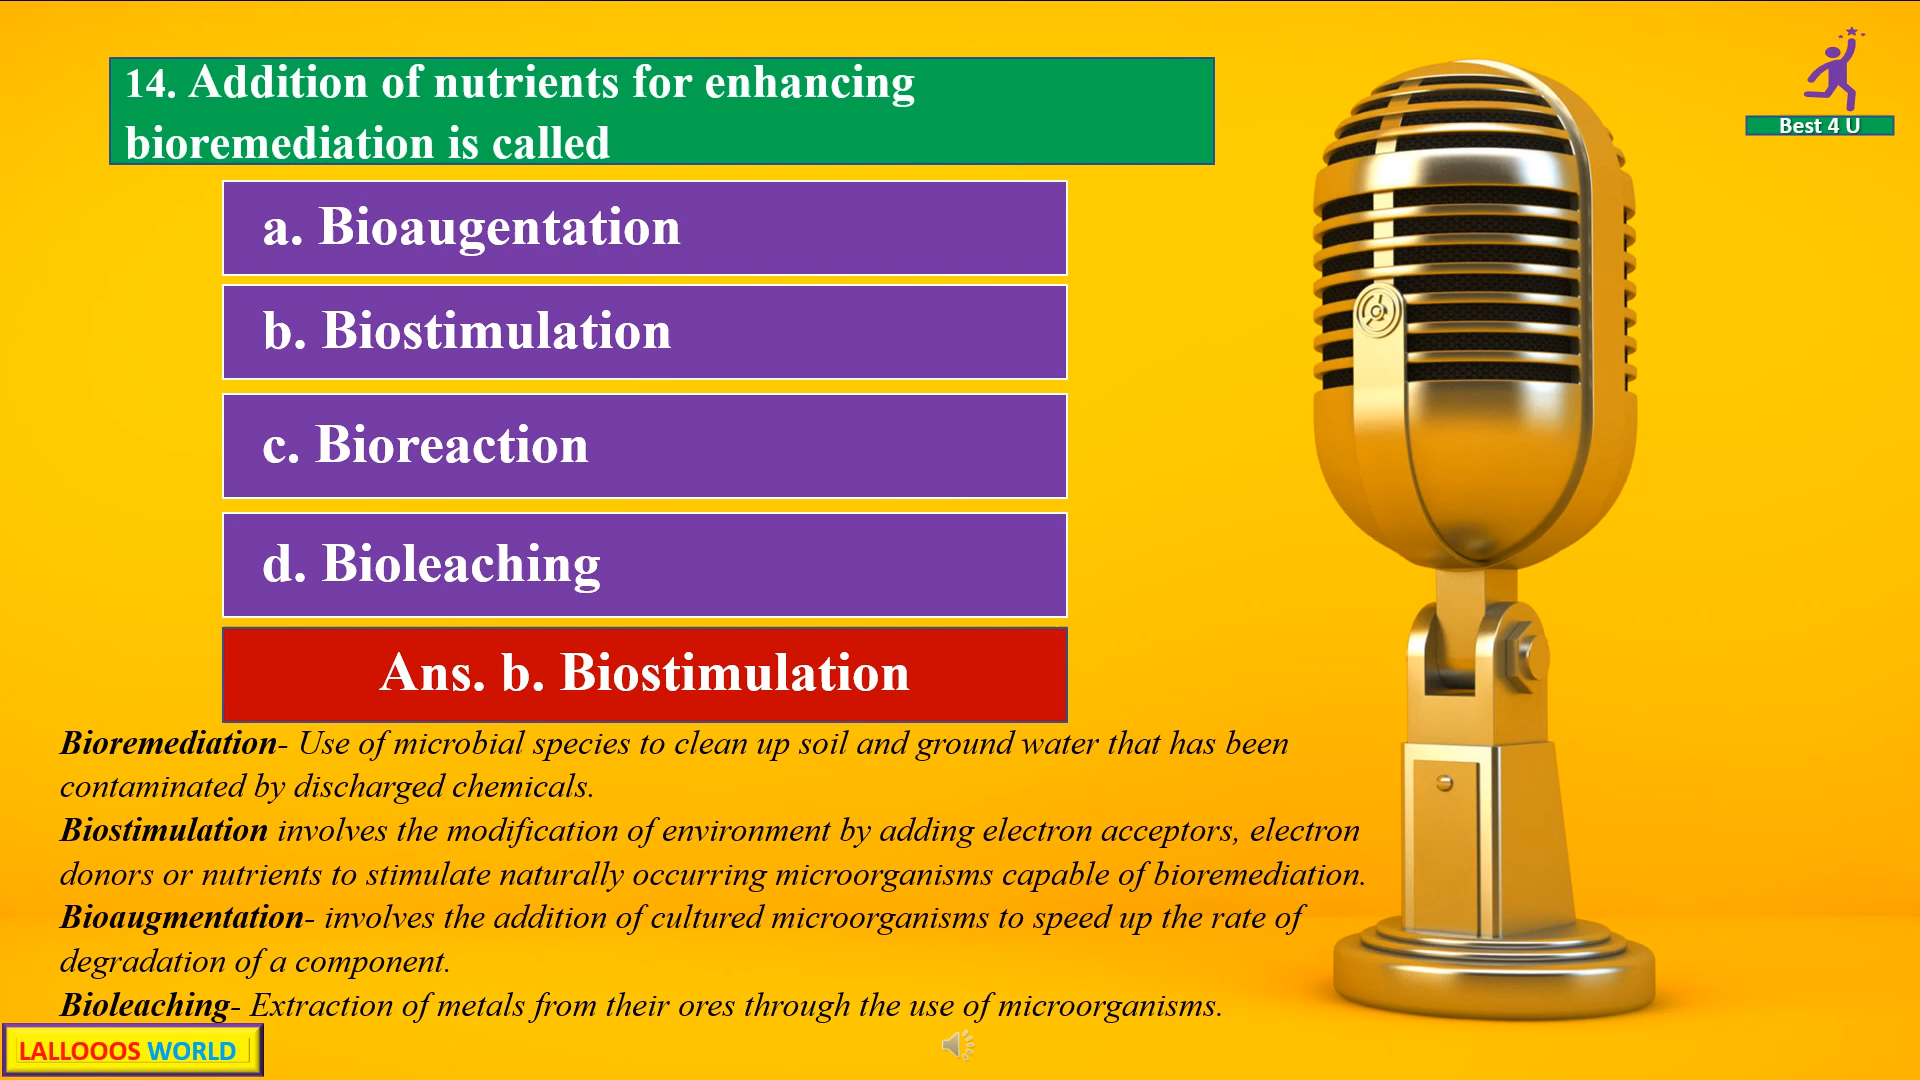 Best 4 U
14. Addition of nutrients for enhancing
bioremediation is called
a. Bioaugentation
b. Biostimulation
c. Bioreaction
d. Bioleaching
Ans. b. Biostimulation
Bioremediation- Use of microbial species to clean up soil and ground water that has been
contaminated by discharged chemicals.
Biostimulation involves the modification of environment by adding electron acceptors, electron
donors or nutrients to stimulate naturally occurring microorganisms capable of bioremediation.
Bioaugmentation- involves the addition of cultured microorganisms to speed up the rate of
degradation of a component.
Bioleaching- Extraction of metals from their ores through the use of microorganisms.
LALLOOOS WORLD